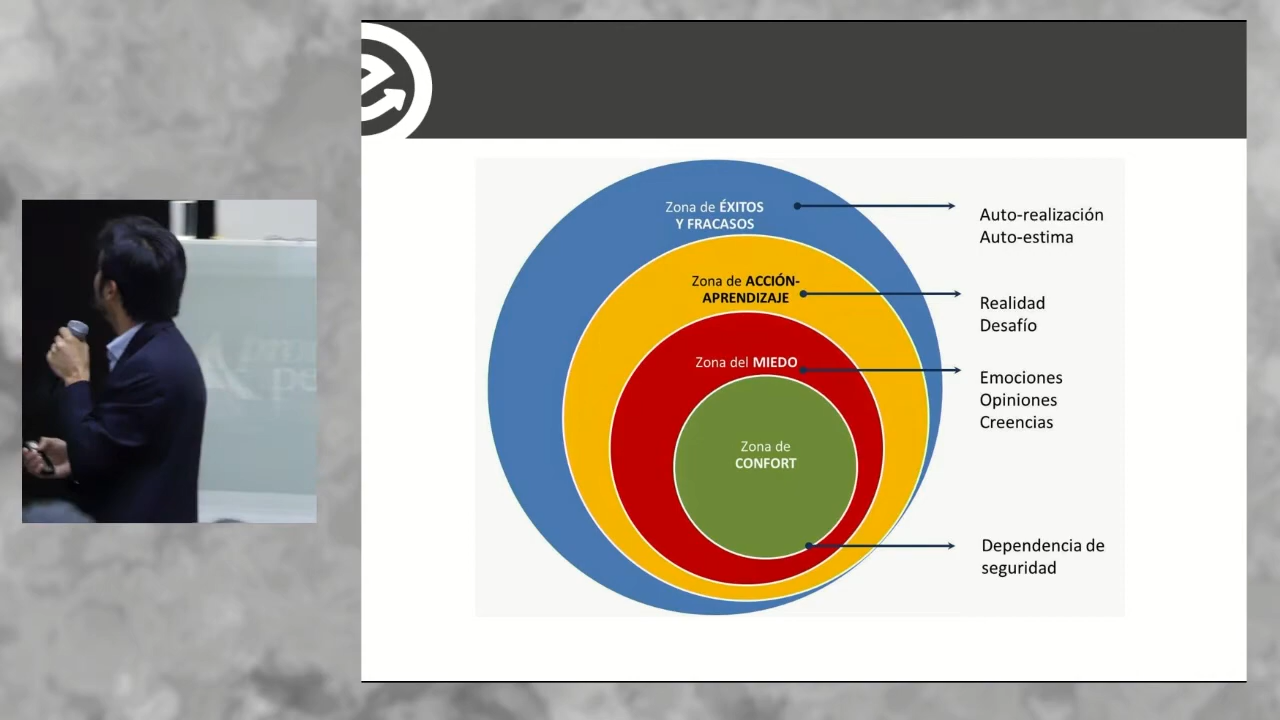 Zona de ÉXITOS
Y FRACASOS
Auto-realización
Auto-estima
Zona de ACCIÓN-
APRENDIZAJE
Realidad
Desafío
Zona del MIEDO
Emociones
Opiniones
Creencias
Zona de
CONFORT
Dependencia de
seguridad